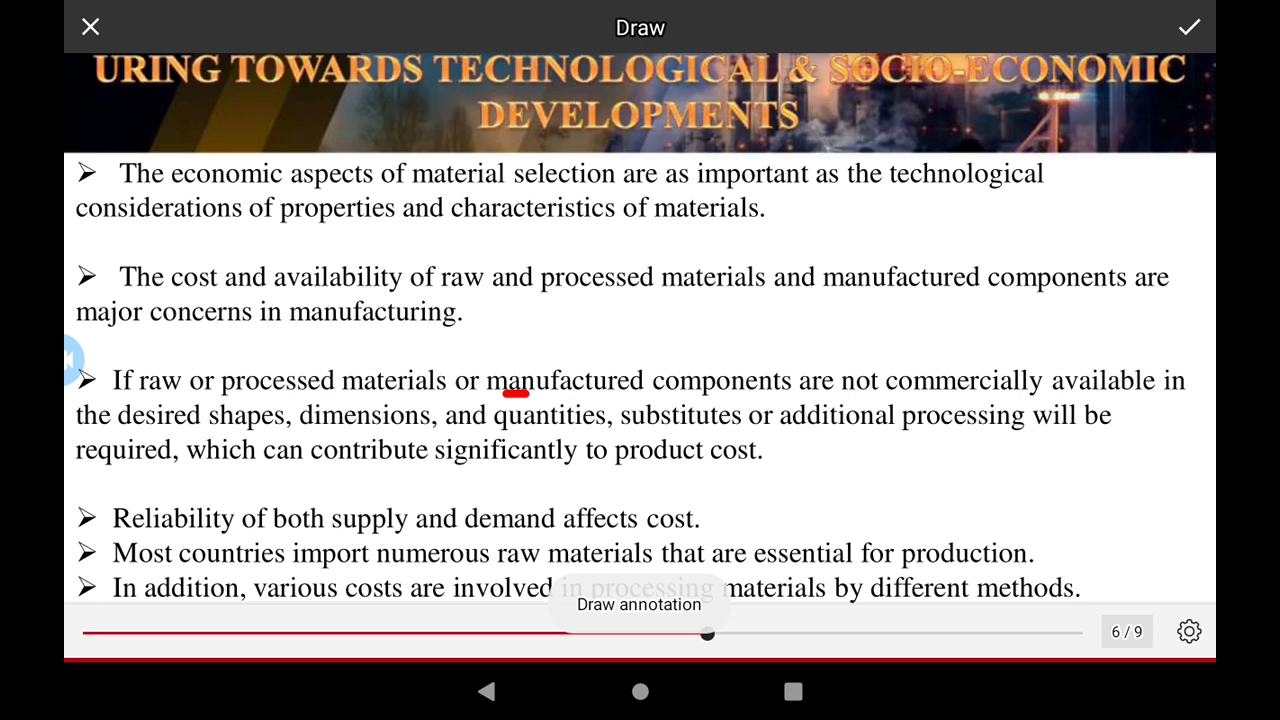 Draw
URING TOWARDS TECHNOLOGICAL & SOCIO-ECONOMIC
DEVELOPMENTS
➢ The economic aspects of material selection are as important as the technological
considerations of properties and characteristics of materials.
➢ The cost and availability of raw and processed materials and manufactured components are
major concerns in manufacturing.
➢ If raw or processed materials or manufactured components are not commercially available in
the desired shapes, dimensions, and quantities, substitutes or additional processing will be
required, which can contribute significantly to product cost.
➢ Reliability of both supply and demand affects cost.
➢ Most countries import numerous raw materials that are essential for production.
➢ In addition, various costs are involved in processing materials by different methods.
Draw annotation
6 / 9